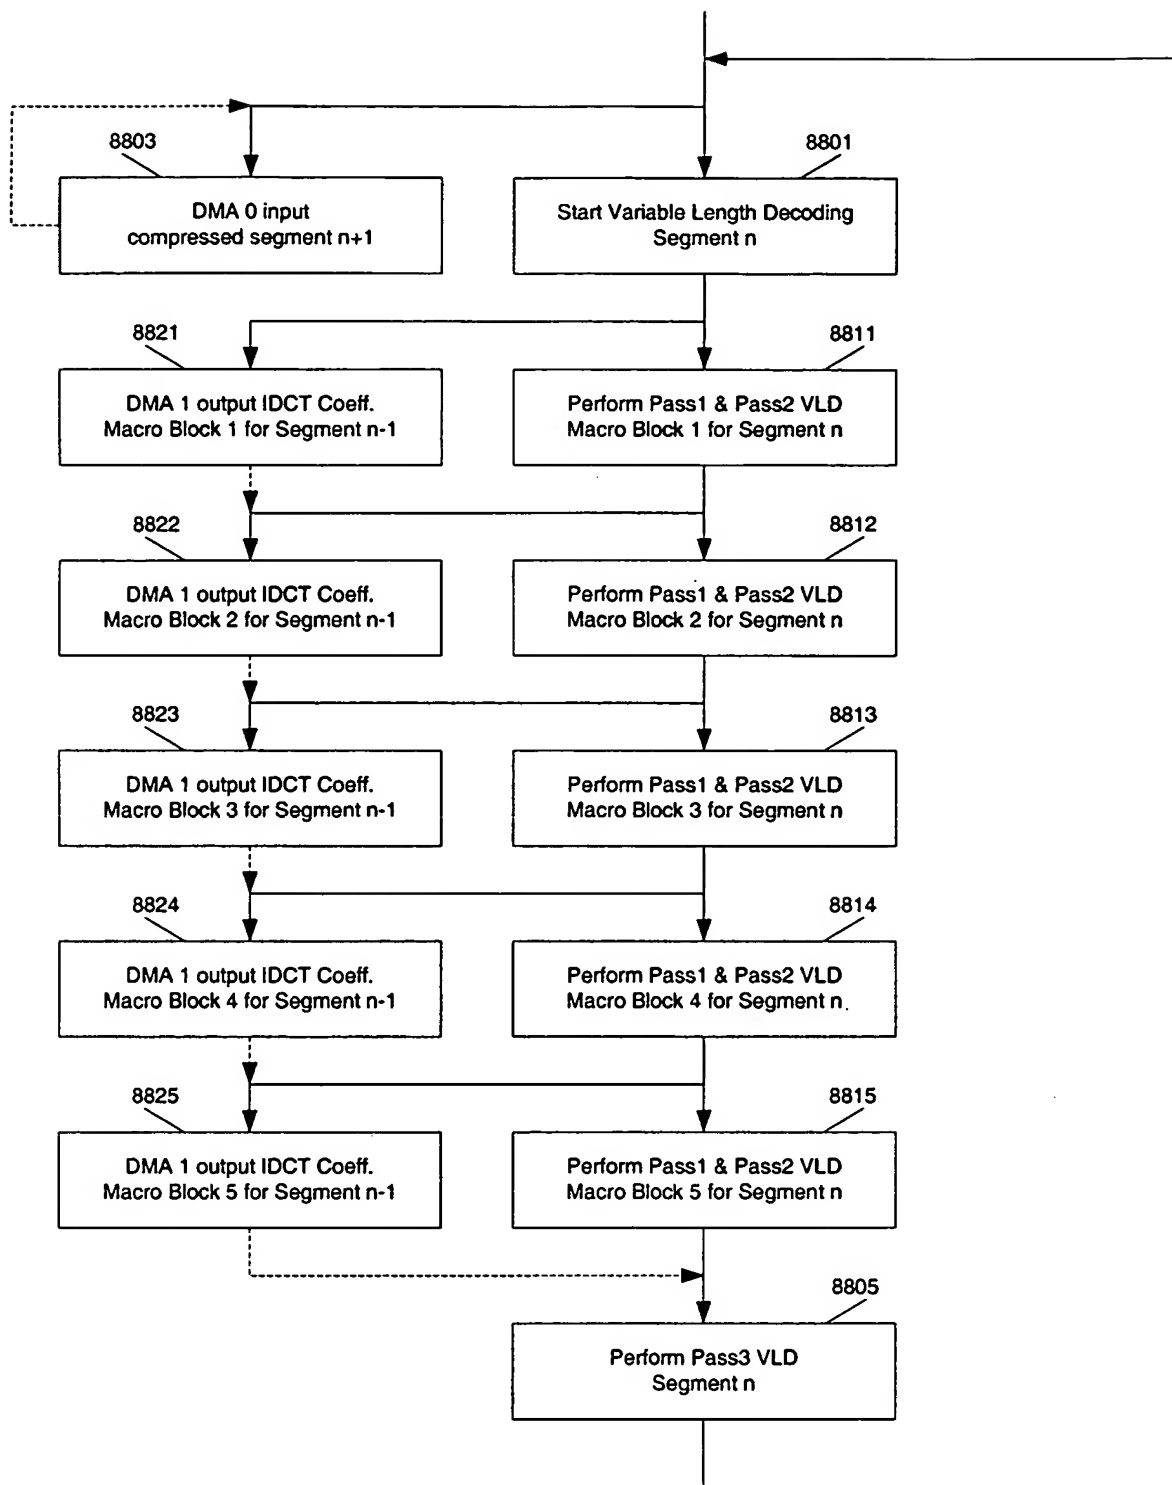 8803
8801
DMA 0 input
compressed segment n+1
Start Variable Length Decoding
Segment n
8821
8811
DMA 1 output IDCT Coeff.
Macro Block 1 for Segment n-1
Perform Pass1 & Pass2 VLD
Macro Block 1 for Segment n
8822
8812
DMA 1 output IDCT Coeff.
Macro Block 2 for Segment n-1
Perform Pass1 & Pass2 VLD
Macro Block 2 for Segment n
8823
8813
DMA 1 output IDCT Coeff.
Macro Block 3 for Segment n-1
Perform Pass1 & Pass2 VLD
Macro Block 3 for Segment n
8824
8814
DMA 1 output IDCT Coeff.
Macro Block 4 for Segment n-1
Perform Pass1 & Pass2 VLD
Macro Block 4 for Segment n
8825
8815
DMA 1 output IDCT Coeff.
Macro Block 5 for Segment n-1
Perform Pass1 & Pass2 VLD
Macro Block 5 for Segment n
8805
Perform Pass3 VLD
Segment n